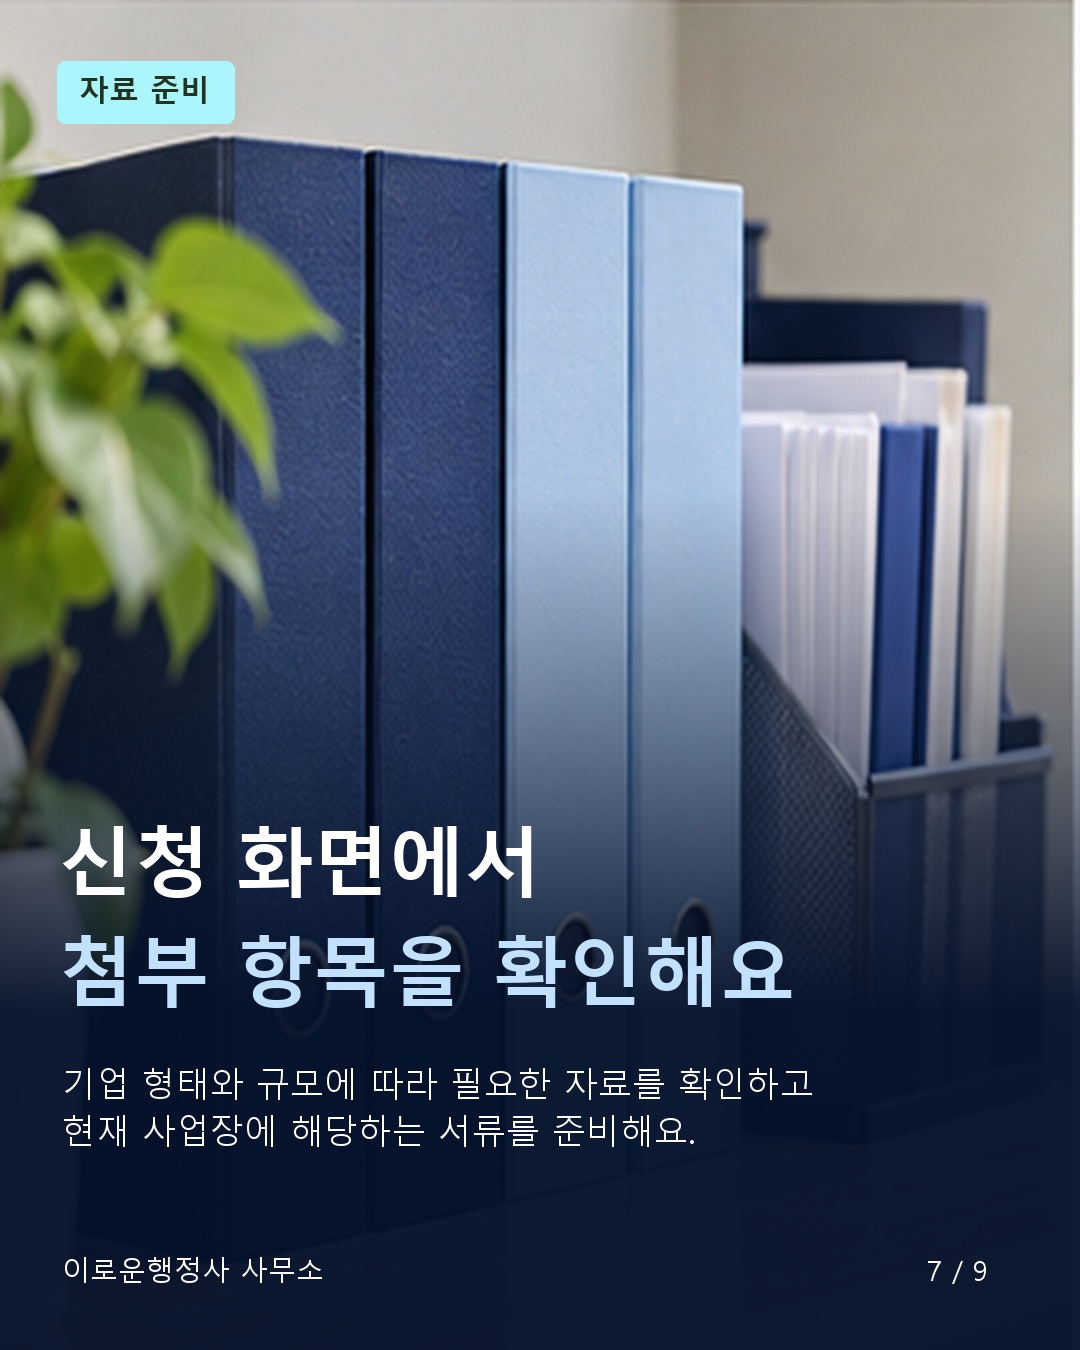 자료 준비
신청 화면에서
첨부 항목을 확인해요
기업 형태와 규모에 따라 필요한 자료를 확인하고
현재 사업장에 해당하는 서류를 준비해요.
이로운행정사 사무소
7 / 9